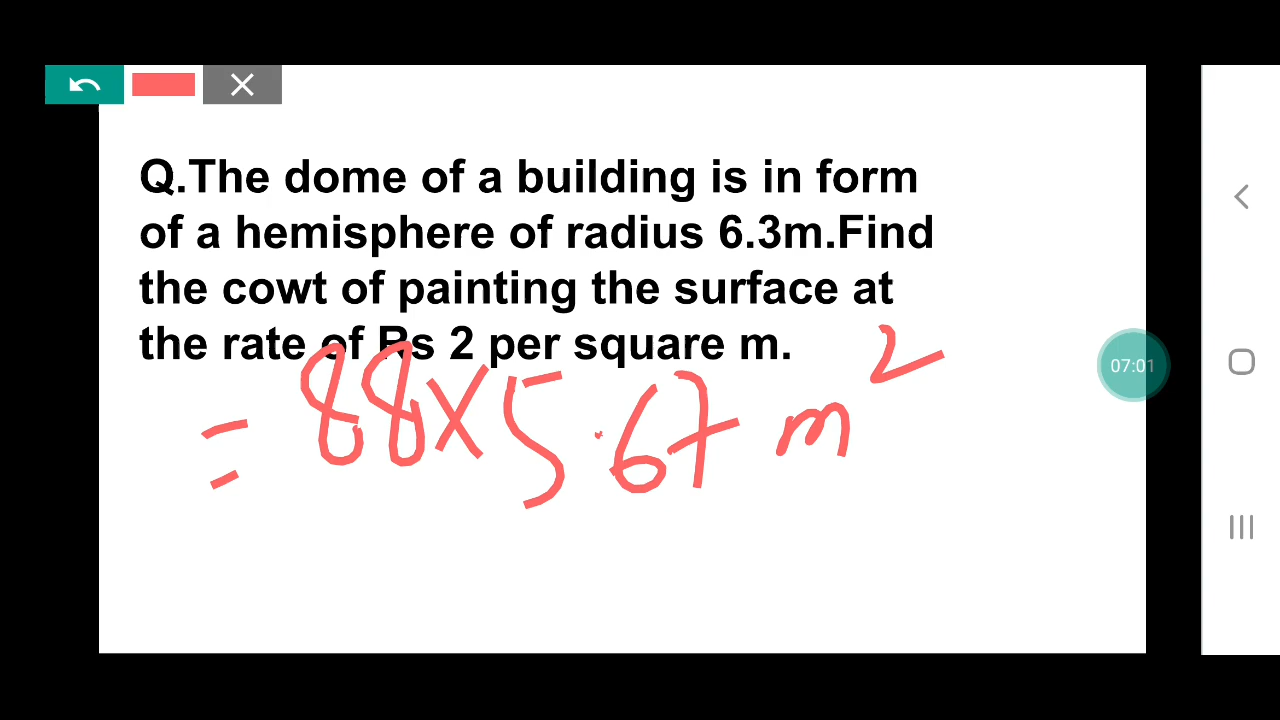 Q.The dome of a building is in form
of a hemisphere of radius 6.3m.Find
the cowt of painting the surface at
the rate of Rs 2 per square m.
= 88×5.67 m²
07:01